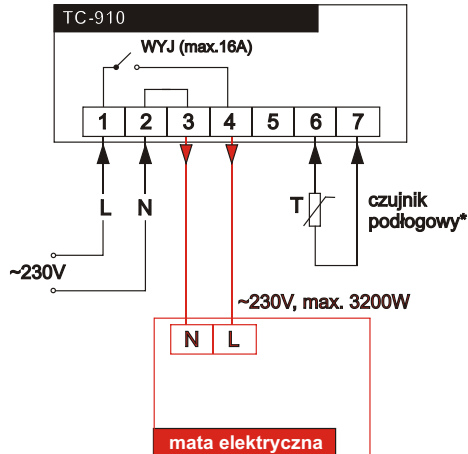 TC-910
WYJ (max.16A)
1 2 3 4 5 6 7
L N
T
czujnik
podłogowy*
~230V
~230V, max. 3200W
N L
mata elektryczna